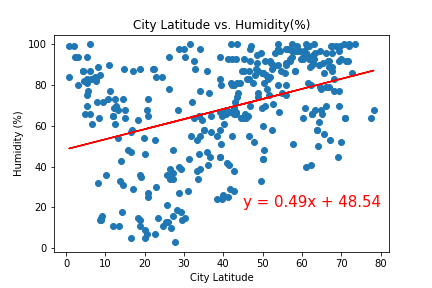 City Latitude vs. Humidity(%)
100
80
60
40
20
0
Humidity (%)
y = 0.49x + 48.54
0 10 20 30 40 50 60 70 80
City Latitude